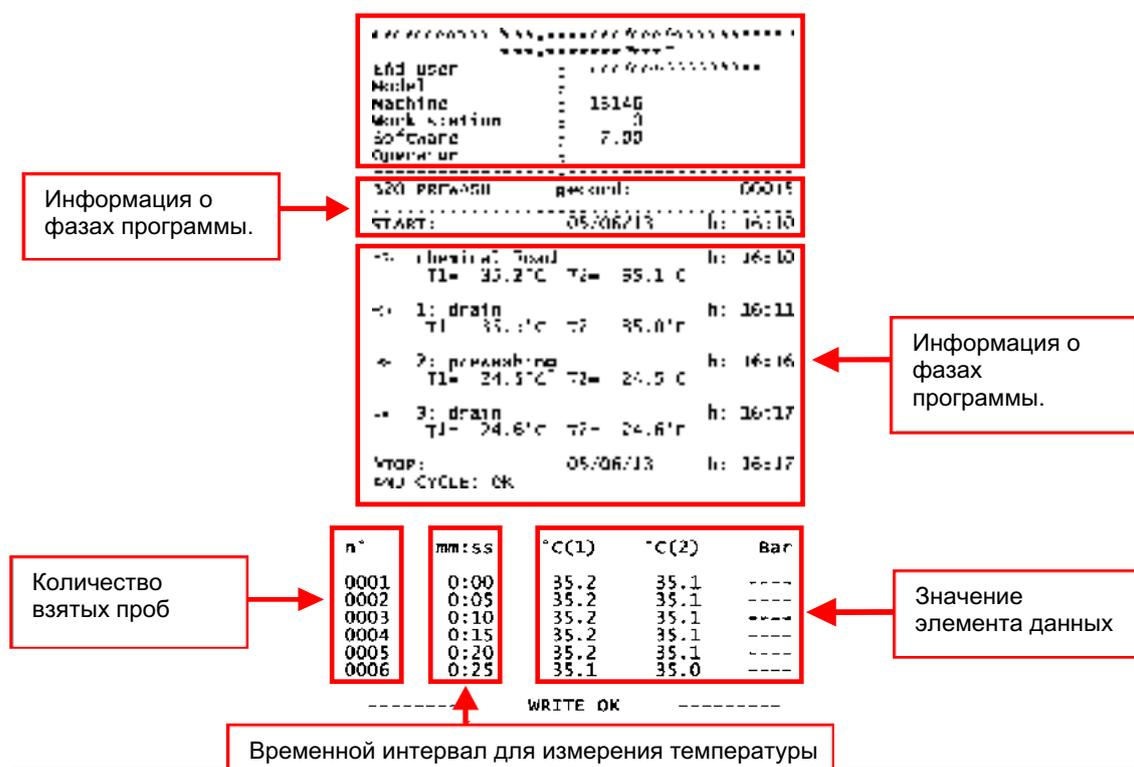 End user :
Model :
Machine : 15146
Work station : 0
Software : 7.00
Operator :
Информация о
фазах программы.
320 PREWASH Record: 00015
START: 05/06/13 h: 16:10
chemical load h: 16:10
T1= 35.2°C T2= 35.1°C
1: drain h: 16:11
T1 T2 35.0°C
2: prewashing h: 16:16
T1= 24.5°C T2= 24.5°C
3: drain h: 16:17
T1= 24.6°C T2= 24.6°C
STOP: 05/06/13 h: 16:17
END CYCLE: OK
Информация о
фазах
программы.
Количество
взятых проб
n° mm:ss °C(1) °C(2) Bar
0001 0:00 35.2 35.1 ----
0002 0:05 35.2 35.1 ----
0003 0:10 35.2 35.1 ----
0004 0:15 35.2 35.1 ----
0005 0:20 35.2 35.1 ----
0006 0:25 35.1 35.0 ----
Значение
элемента данных
--------- WRITE OK ---------
Временной интервал для измерения температуры